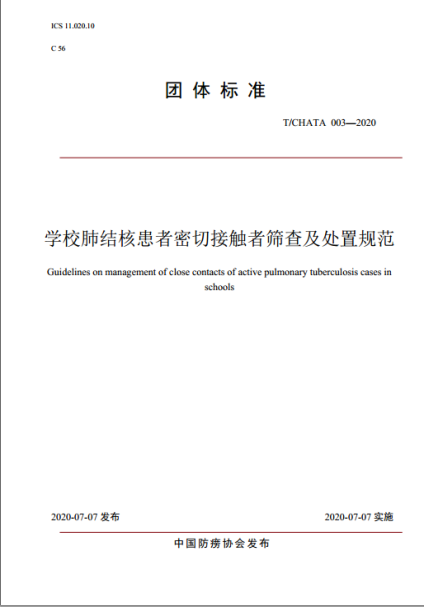 ICS 11.020.10
C 56
团 体 标 准
T/CHATA 003—2020
学校肺结核患者密切接触者筛查及处置规范
Guidelines on management of close contacts of active pulmonary tuberculosis cases in
schools
2020-07-07 发布
2020-07-07 实施
中国防痨协会发布